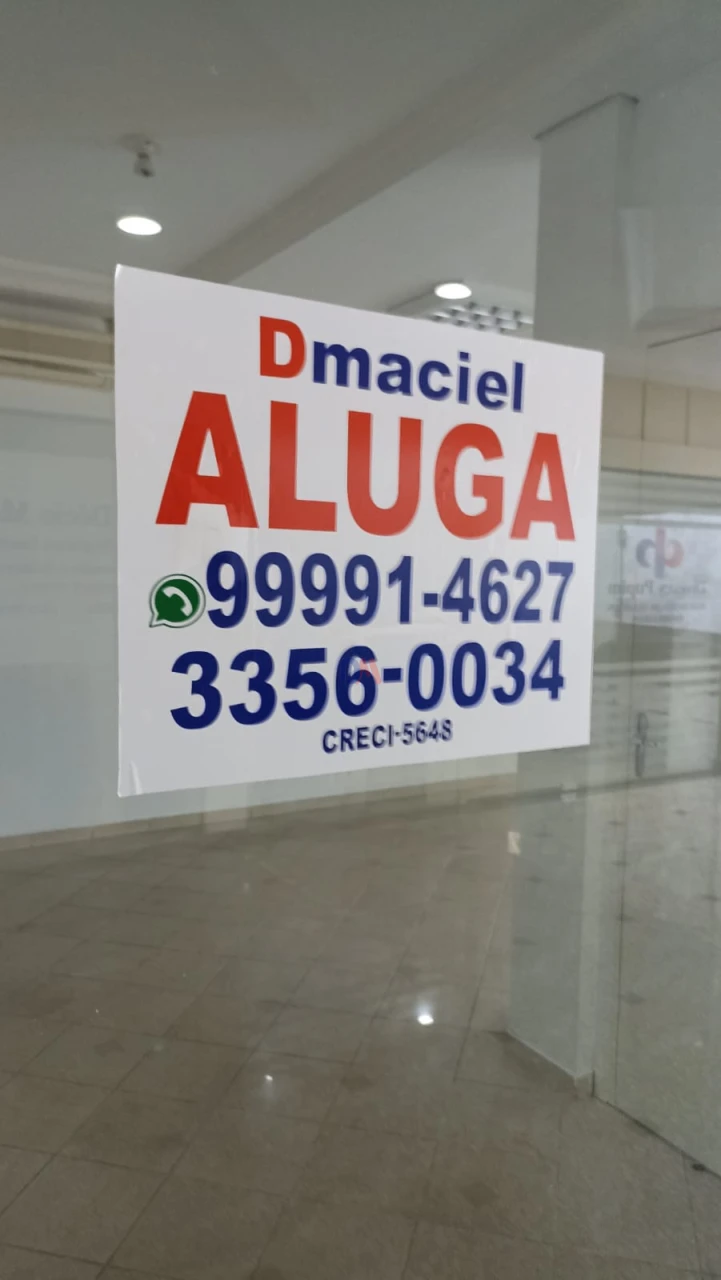 Dmaciel
ALUGA
99991-4627
3356-0034
CRECI-5648